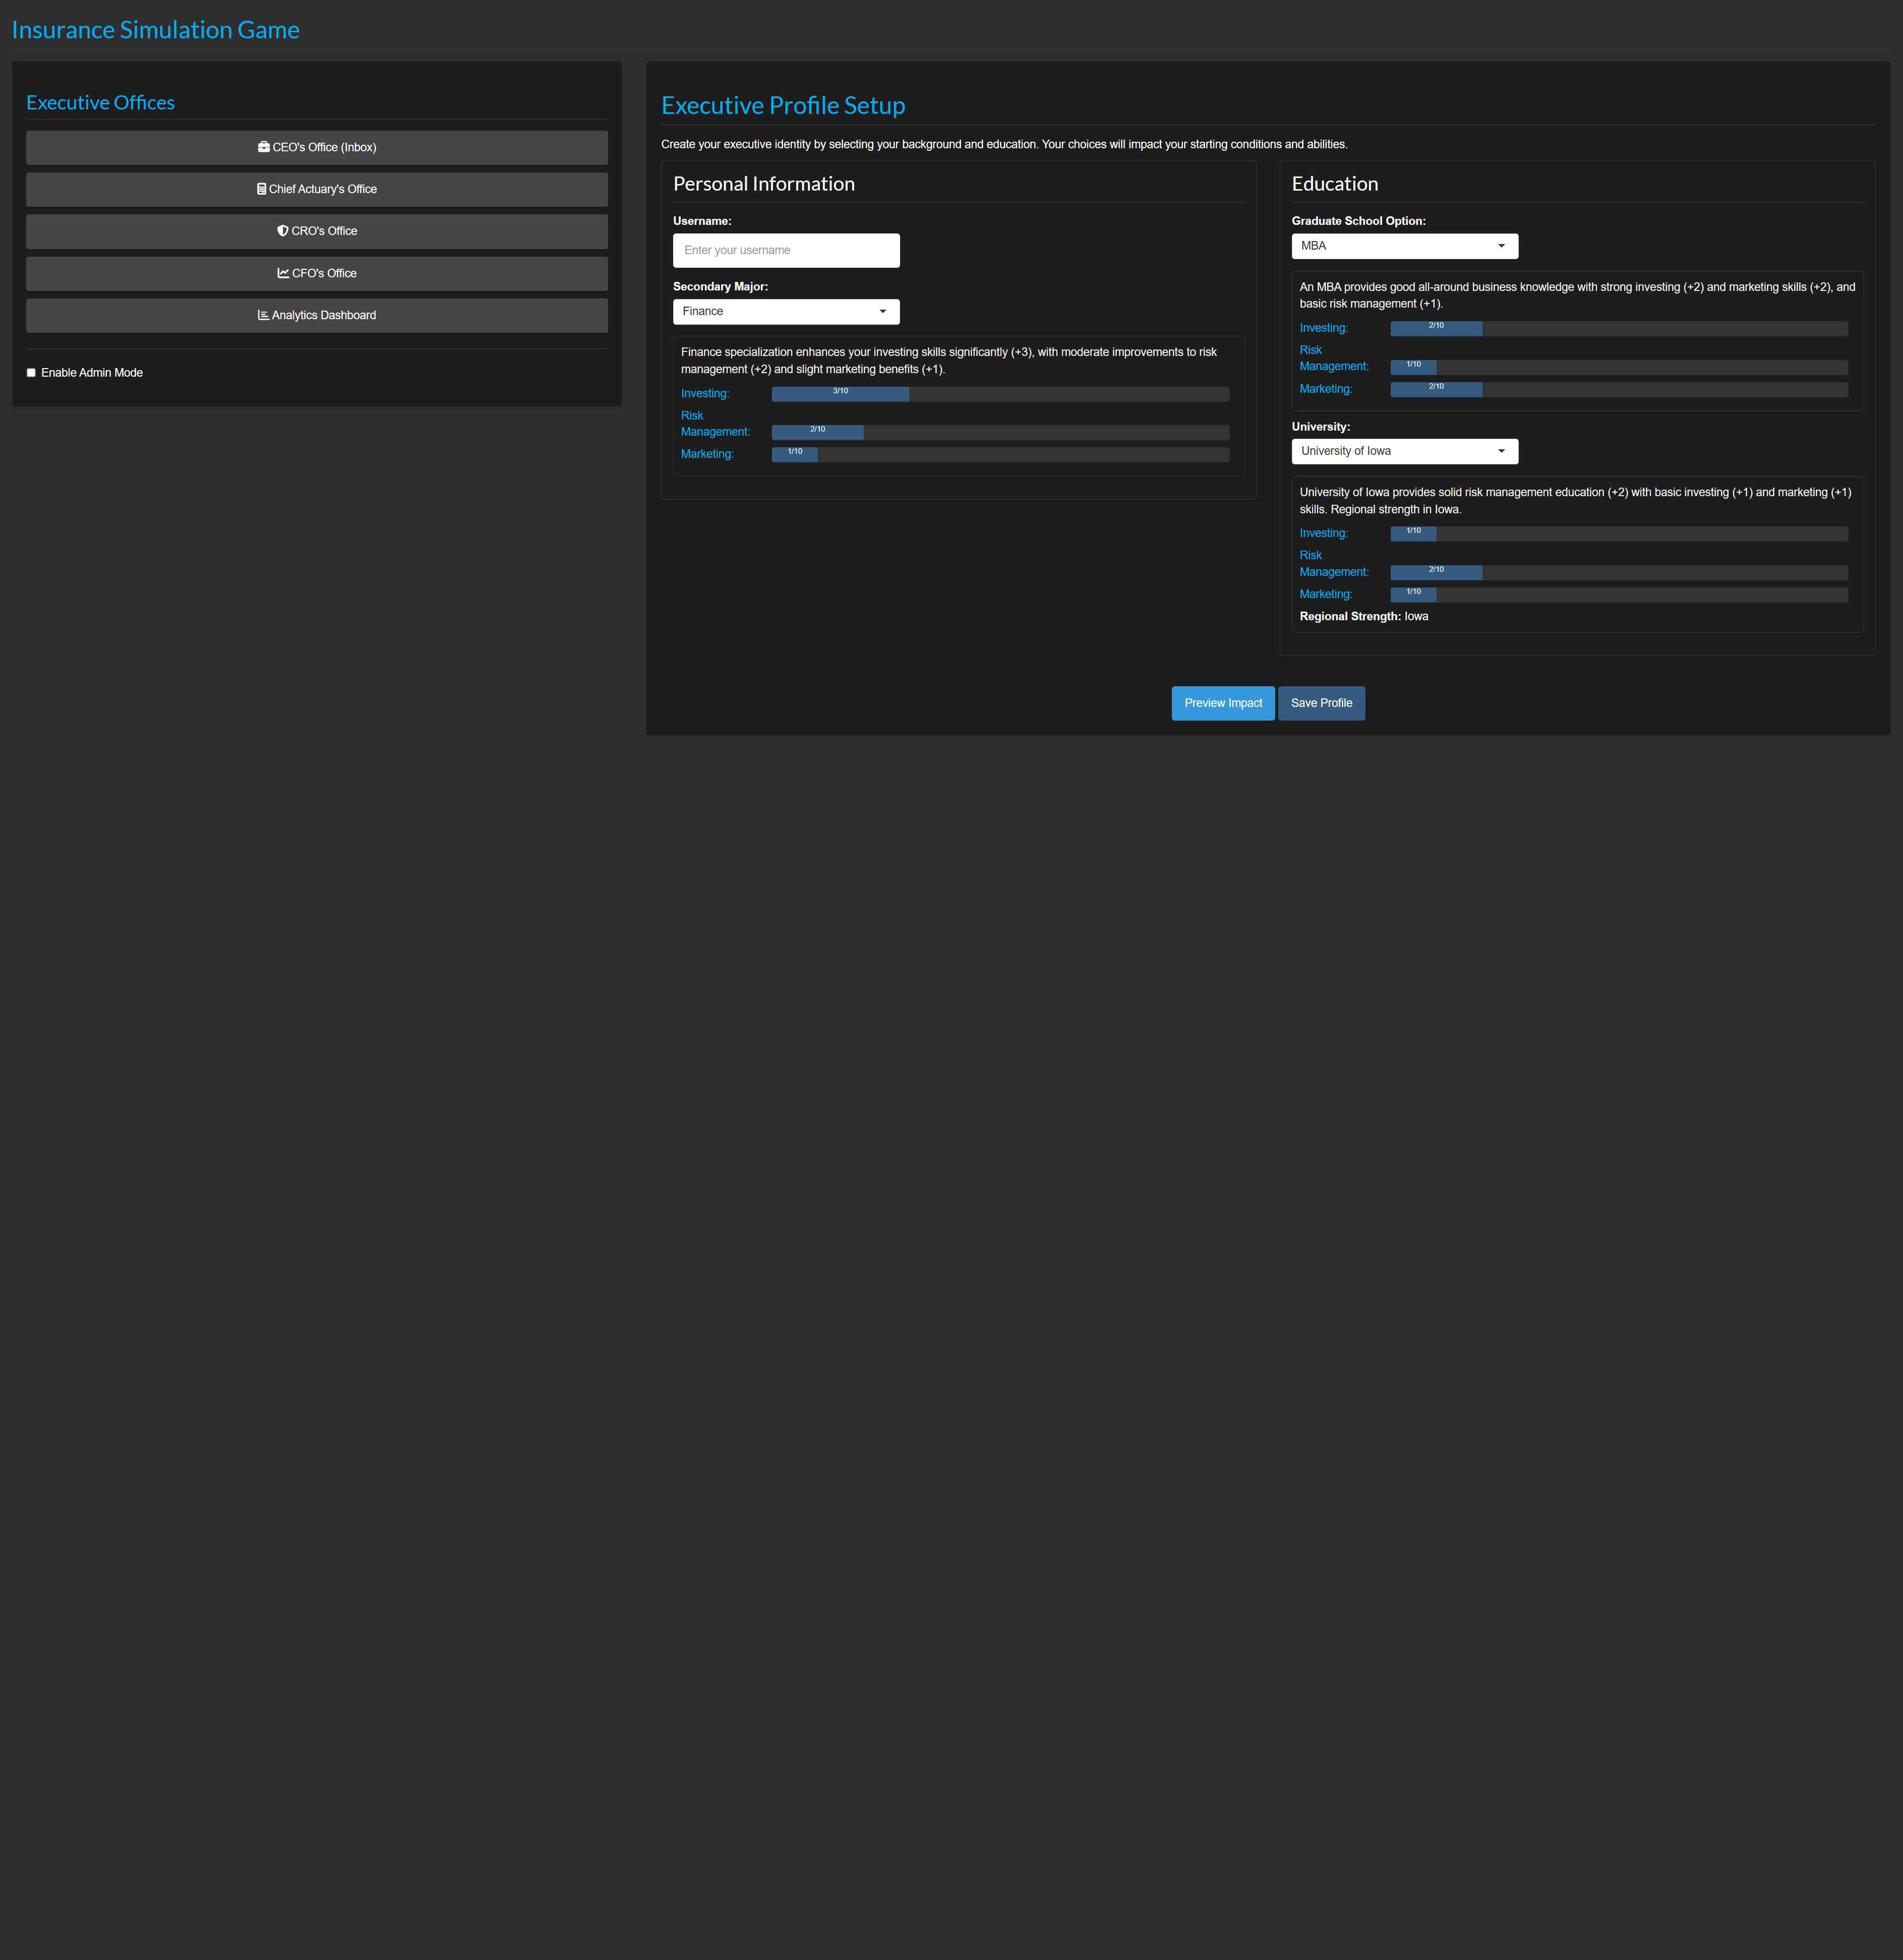 Insurance Simulation Game
Executive Offices
CEO's Office (Inbox)
Chief Actuary's Office
CRO's Office
CFO's Office
Analytics Dashboard
Enable Admin Mode
Executive Profile Setup
Create your executive identity by selecting your background and education. Your choices will impact your starting conditions and abilities.
Personal Information
Username:
Enter your username
Secondary Major:
Finance
Finance specialization enhances your investing skills significantly (+3), with moderate improvements to risk
management (+2) and slight marketing benefits (+1).
Investing:
3/10
Risk
Management:
2/10
Marketing:
1/10
Education
Graduate School Option:
MBA
An MBA provides good all-around business knowledge with strong investing (+2) and marketing skills (+2), and
basic risk management (+1).
Investing:
2/10
Risk
Management:
1/10
Marketing:
2/10
University:
University of Iowa
University of Iowa provides solid risk management education (+2) with basic investing (+1) and marketing (+1)
skills. Regional strength in Iowa.
Investing:
1/10
Risk
Management:
2/10
Marketing:
1/10
Regional Strength: Iowa
Preview Impact
Save Profile